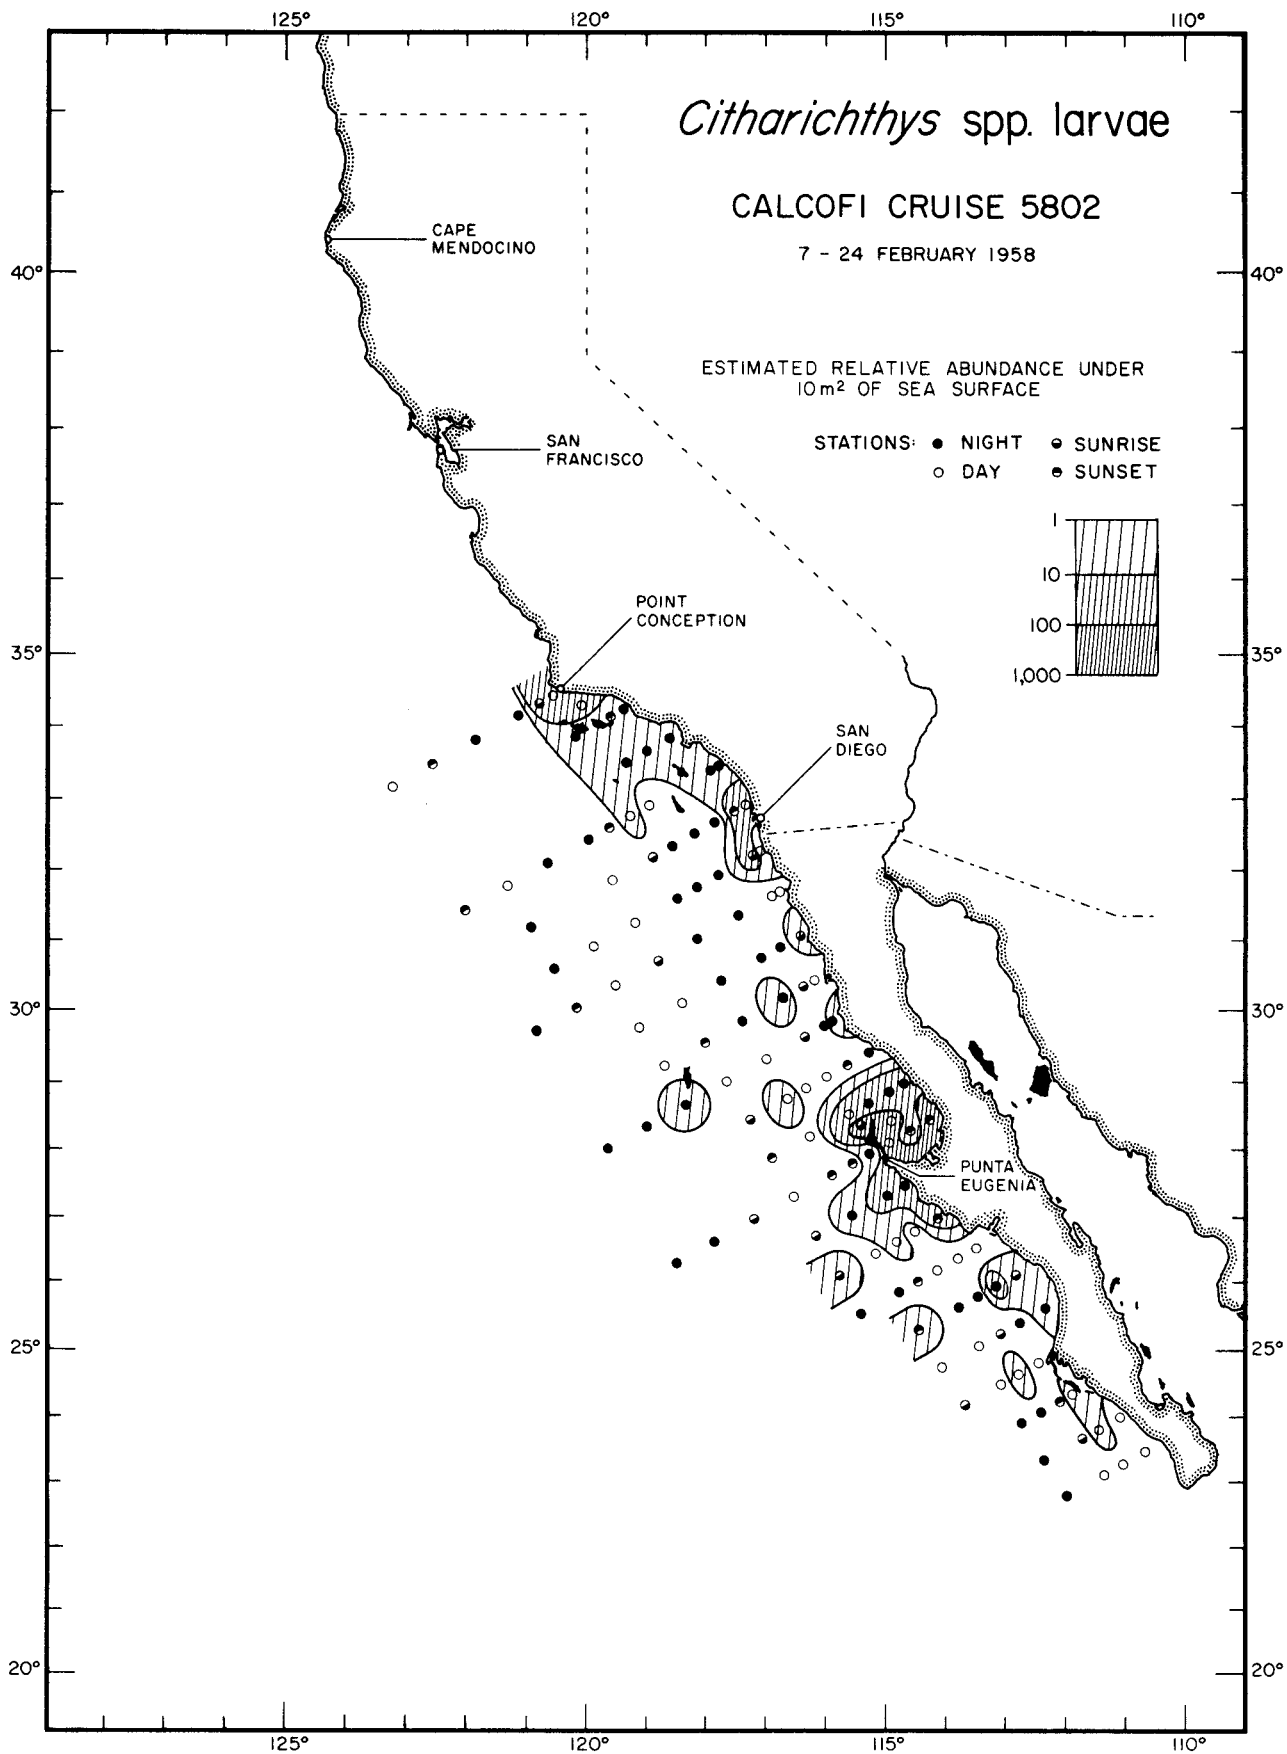 125° 120° 115° 110°
Citharichthys spp. larvae
CALCOFI CRUISE 5802
7 - 24 FEBRUARY 1958
CAPE
MENDOCINO
40° 40°
ESTIMATED RELATIVE ABUNDANCE UNDER
10 m² OF SEA SURFACE
STATIONS: NIGHT SUNRISE
DAY SUNSET
SAN
FRANCISCO
1
10
100
1,000
POINT
CONCEPTION
35° 35°
SAN
DIEGO
30° 30°
PUNTA
EUGENIA
25° 25°
20° 20°
125° 120° 115° 110°